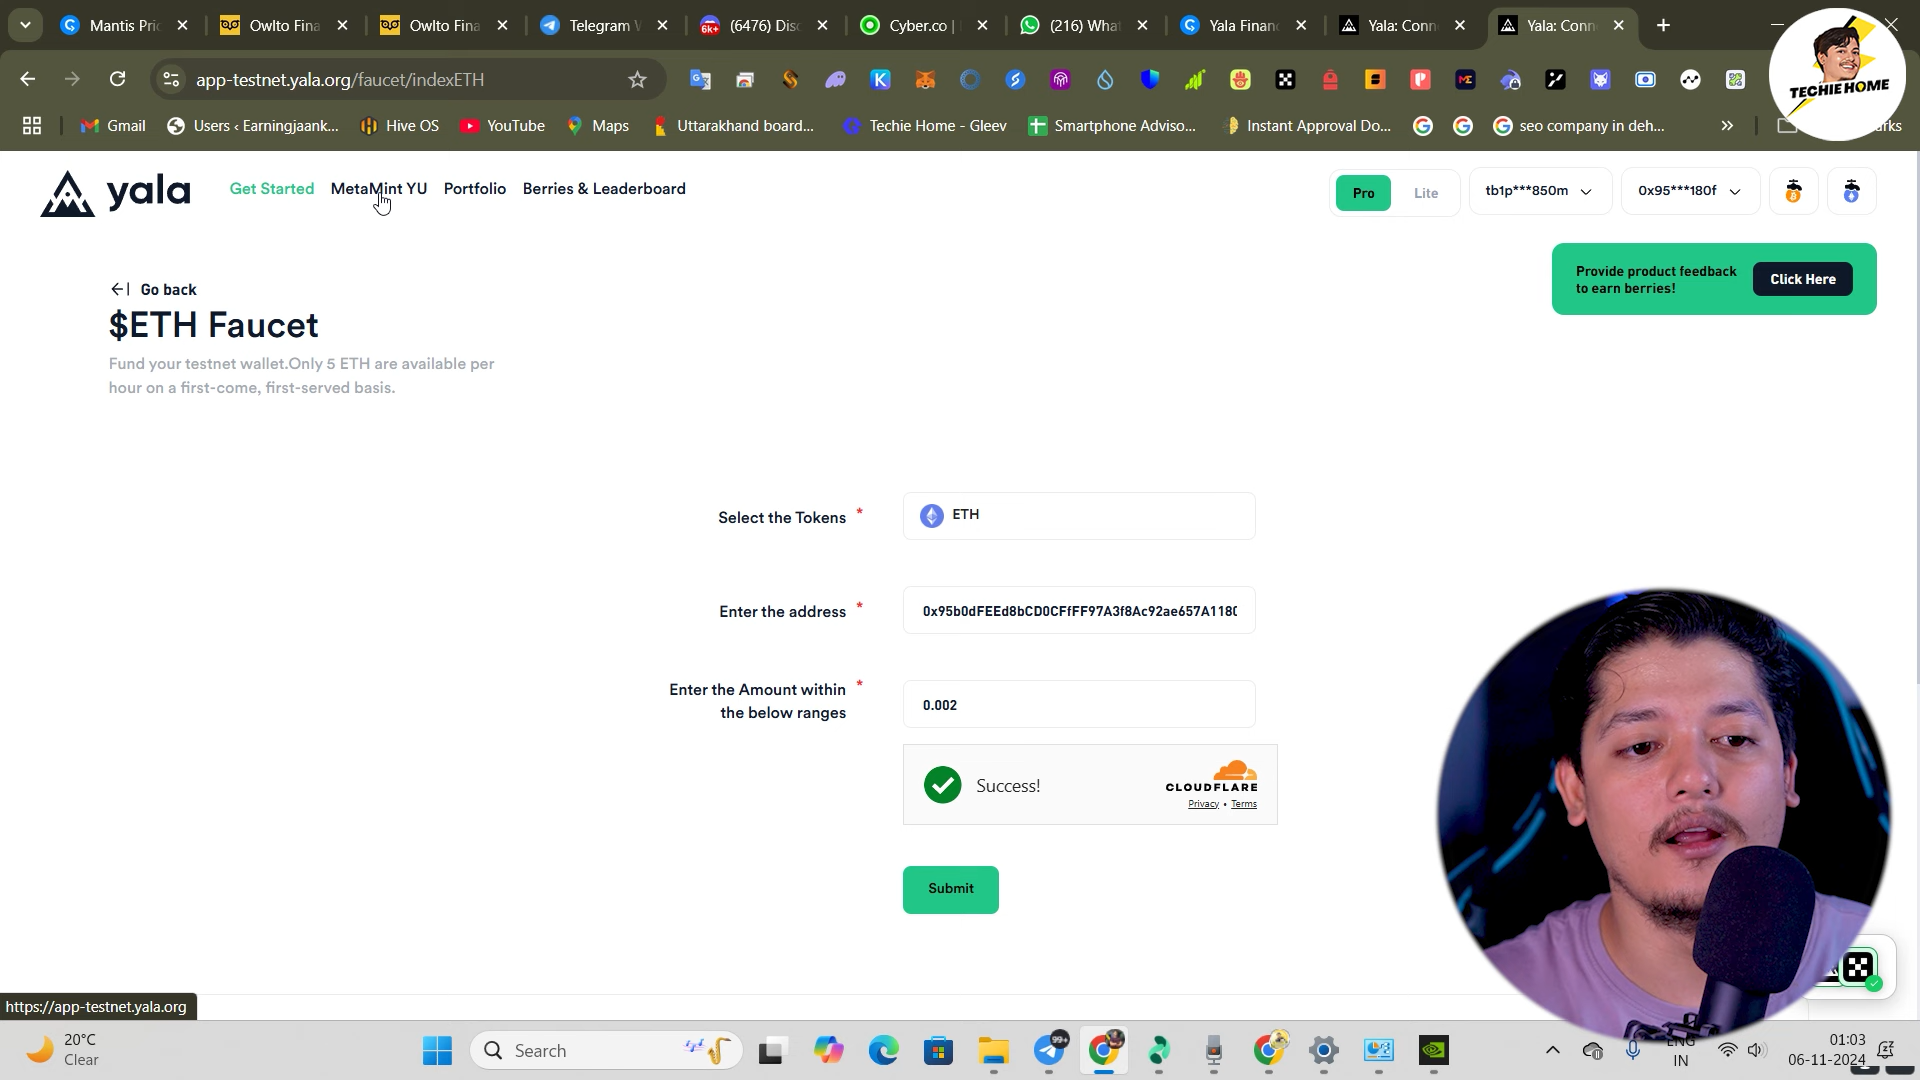 Mantis Pric
Owlto Fina
Owlto Fina
Telegram W
(6476) Disc
Cyber.co |
(216) What
Yala Financ
Yala: Conn
Yala: Conn
6k+
app-testnet.yala.org/faucet/indexETH
Gmail
Users ‹ Earningjaank...
Hive OS
YouTube
Maps
Uttarakhand board...
Techie Home - Gleev
Smartphone Adviso...
Instant Approval Do...
seo company in deh...
TECHIE HOME
yala
Get Started
MetaMint YU
Portfolio
Berries & Leaderboard
Pro
Lite
tb1p***850m
0x95***180f
Provide product feedback
to earn berries!
Click Here
Go back
$ETH Faucet
Fund your testnet wallet.Only 5 ETH are available per
hour on a first-come, first-served basis.
Select the Tokens *
ETH
Enter the address *
0x95b0dFEEd8bCD0CFfFF97A3f8Ac92ae657A1180
Enter the Amount within *
the below ranges
0.002
Success!
CLOUDFLARE
Privacy • Terms
Submit
https://app-testnet.yala.org
20°C
Clear
Search
99+
ENG
IN
01:03
06-11-2024